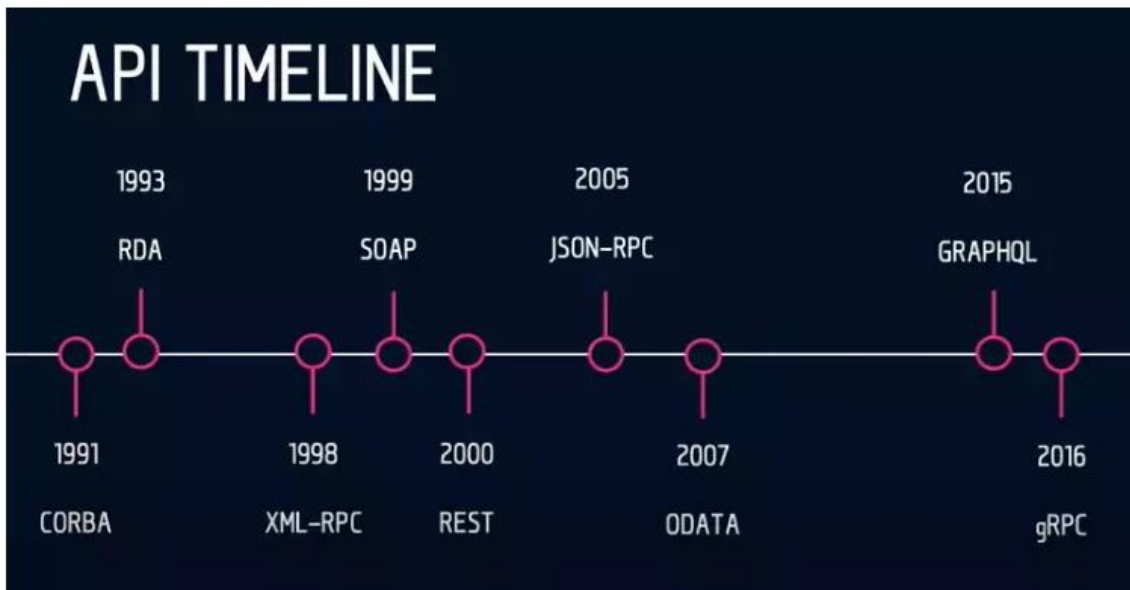 API TIMELINE
1993
1999
2005
2015
RDA
SOAP
JSON-RPC
GRAPHQL
1991
1998
2000
2007
2016
CORBA
XML-RPC
REST
ODATA
gRPC